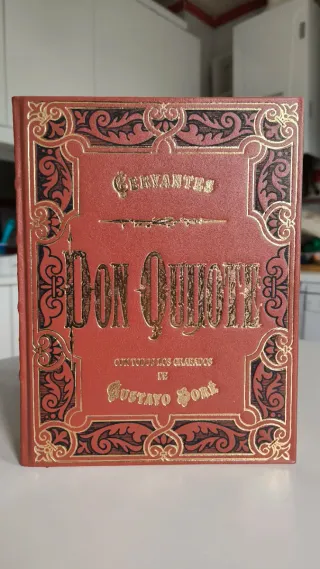 CERVANTES
DON QUIJOTE
CON TODOS LOS GRABADOS
DE
GUSTAVO DORÉ